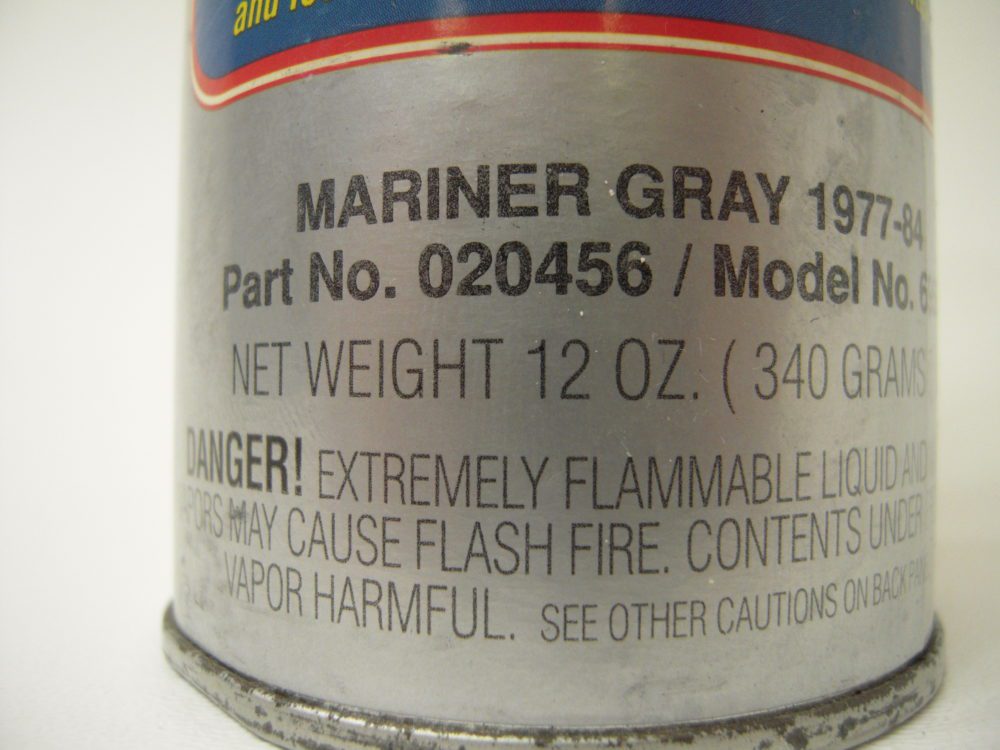 MARINER GRAY 1977-84
Part No. 020456 / Model No. 6
NET WEIGHT 12 OZ. ( 340 GRAMS
DANGER! EXTREMELY FLAMMABLE LIQUID AND
MAY CAUSE FLASH FIRE. CONTENTS UNDER
VAPOR HARMFUL. SEE OTHER CAUTIONS ON BACK